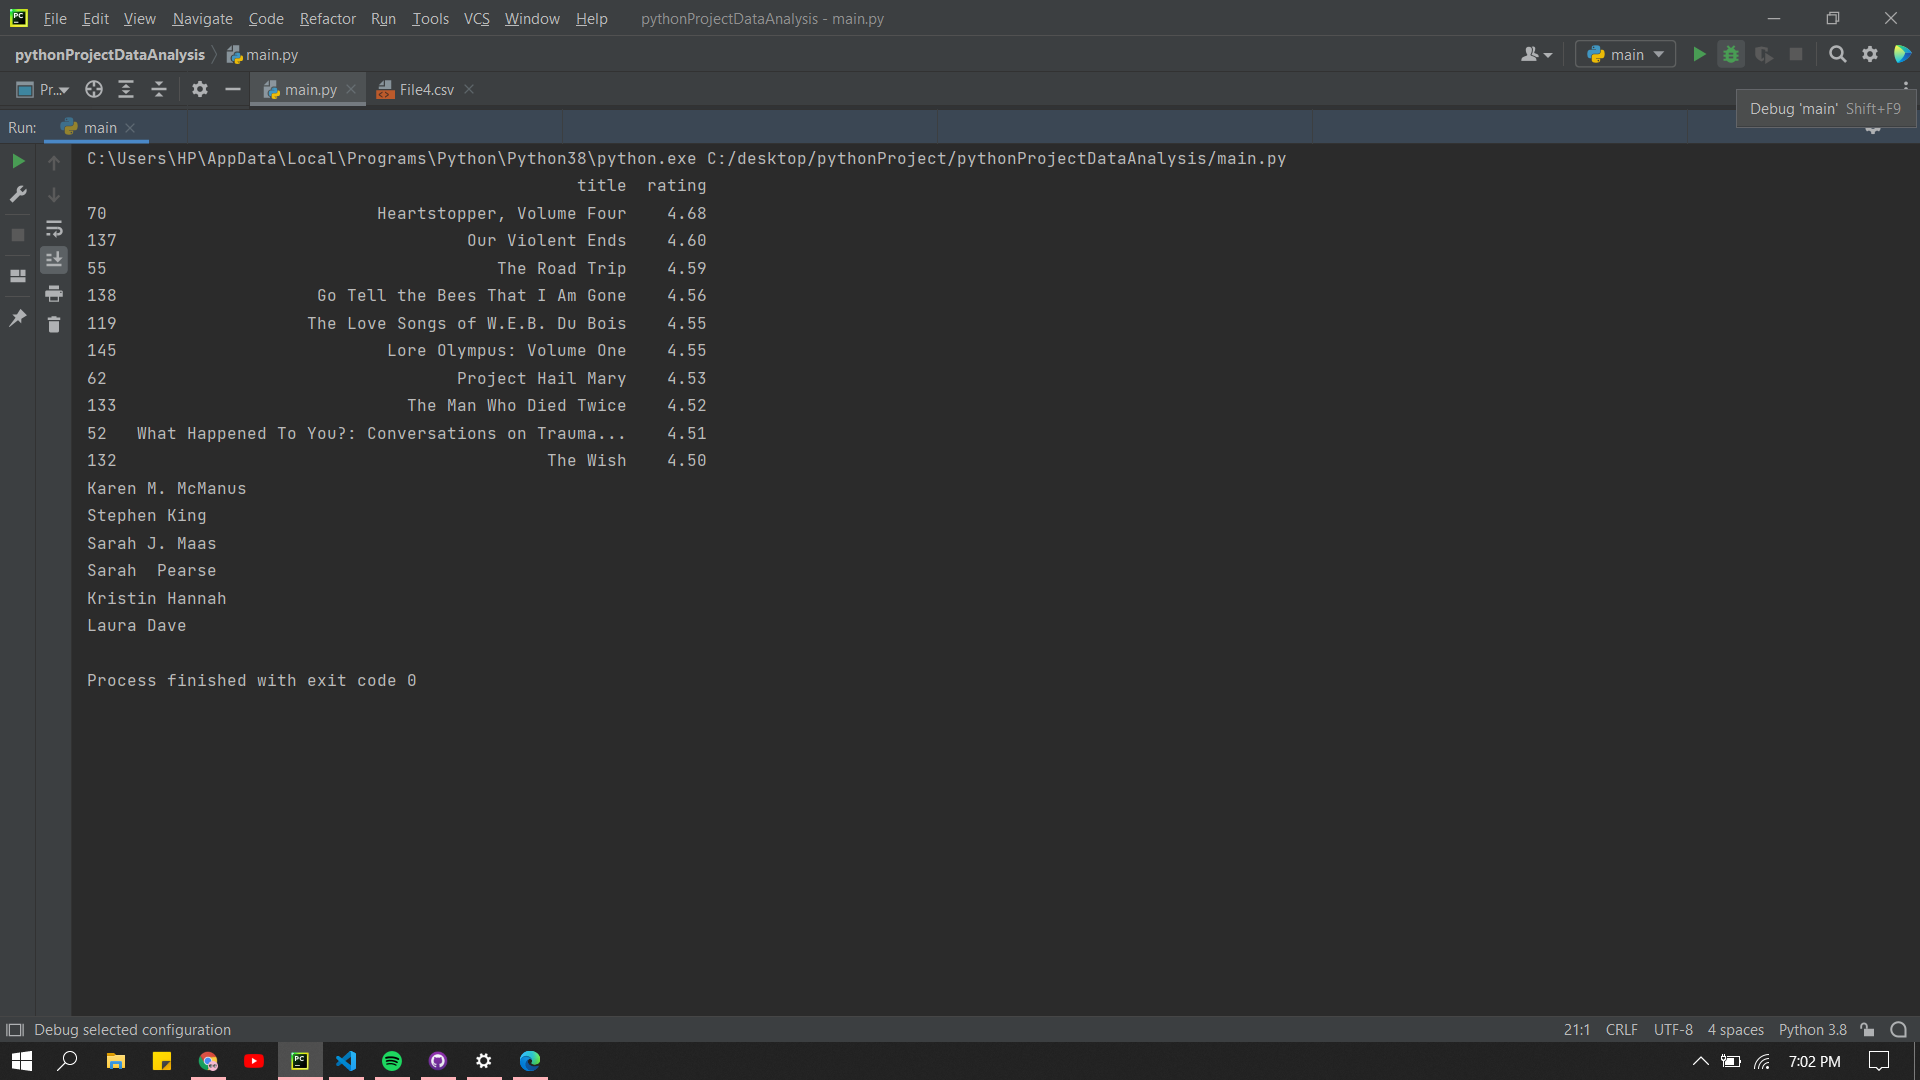 PC File Edit View Navigate Code Refactor Run Tools VCS Window Help pythonProjectDataAnalysis - main.py
pythonProjectDataAnalysis main.py main
Pr... main.py File4.csv
Debug 'main' Shift+F9
Run: main
C:\Users\HP\AppData\Local\Programs\Python\Python38\python.exe C:/desktop/pythonProject/pythonProjectDataAnalysis/main.py
title rating
70 Heartstopper, Volume Four 4.68
137 Our Violent Ends 4.60
55 The Road Trip 4.59
138 Go Tell the Bees That I Am Gone 4.56
119 The Love Songs of W.E.B. Du Bois 4.55
145 Lore Olympus: Volume One 4.55
62 Project Hail Mary 4.53
133 The Man Who Died Twice 4.52
52 What Happened To You?: Conversations on Trauma... 4.51
132 The Wish 4.50
Karen M. McManus
Stephen King
Sarah J. Maas
Sarah  Pearse
Kristin Hannah
Laura Dave
Process finished with exit code 0
Debug selected configuration 21:1 CRLF UTF-8 4 spaces Python 3.8
PC 7:02 PM